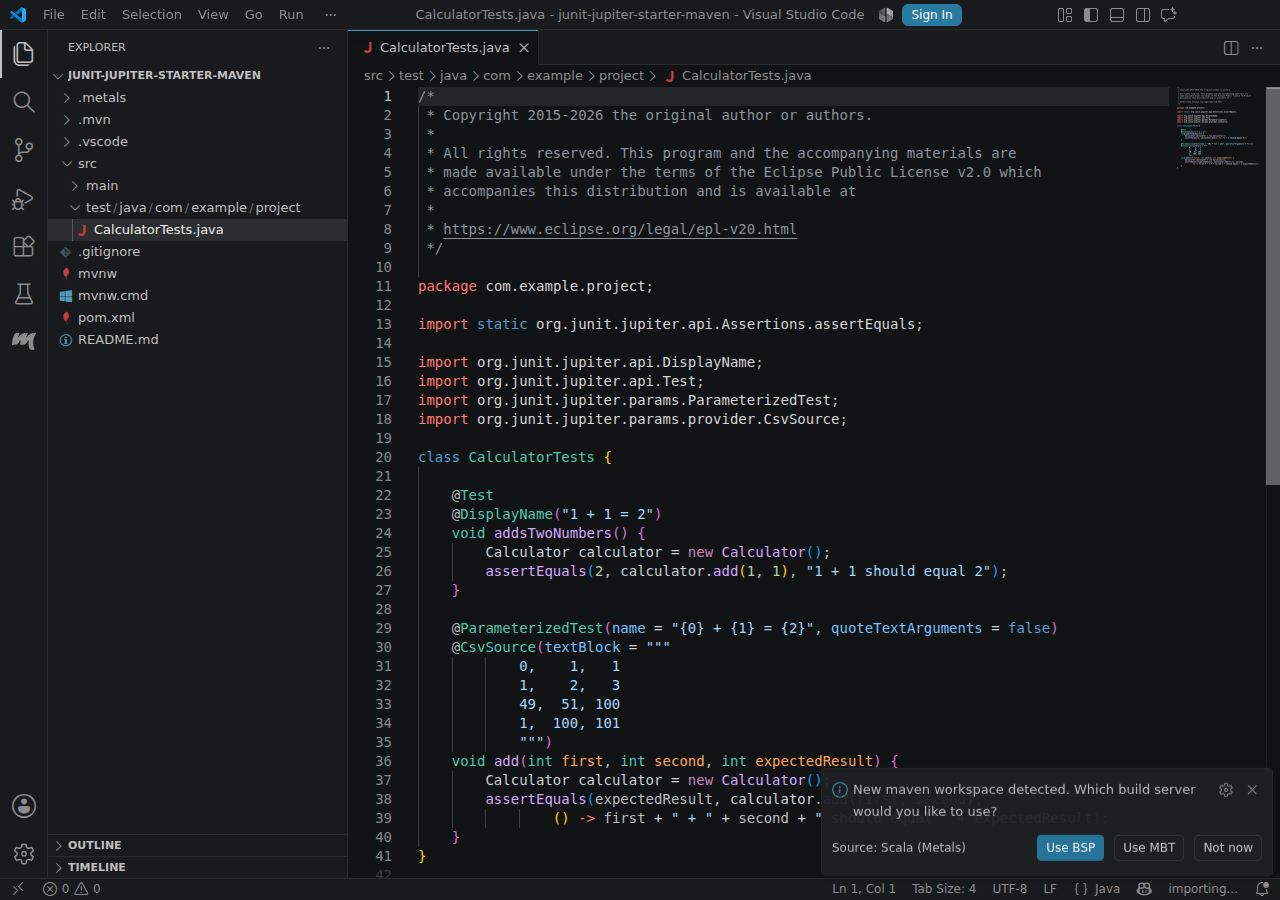 File Edit Selection View Go Run ··· CalculatorTests.java - junit-jupiter-starter-maven - Visual Studio Code Sign In
EXPLORER ···
JUNIT-JUPITER-STARTER-MAVEN
.metals
.mvn
.vscode
src
main
test/java/com/example/project
CalculatorTests.java
.gitignore
mvnw
mvnw.cmd
pom.xml
README.md
OUTLINE
TIMELINE
CalculatorTests.java
src > test > java > com > example > project > CalculatorTests.java
1 /*
2  * Copyright 2015-2026 the original author or authors.
3  *
4  * All rights reserved. This program and the accompanying materials are
5  * made available under the terms of the Eclipse Public License v2.0 which
6  * accompanies this distribution and is available at
7  *
8  * https://www.eclipse.org/legal/epl-v20.html
9  */
10
11 package com.example.project;
12
13 import static org.junit.jupiter.api.Assertions.assertEquals;
14
15 import org.junit.jupiter.api.DisplayName;
16 import org.junit.jupiter.api.Test;
17 import org.junit.jupiter.params.ParameterizedTest;
18 import org.junit.jupiter.params.provider.CsvSource;
19
20 class CalculatorTests {
21
22     @Test
23     @DisplayName("1 + 1 = 2")
24     void addsTwoNumbers() {
25         Calculator calculator = new Calculator();
26         assertEquals(2, calculator.add(1, 1), "1 + 1 should equal 2");
27     }
28
29     @ParameterizedTest(name = "{0} + {1} = {2}", quoteTextArguments = false)
30     @CsvSource(textBlock = """
31             0,    1,   1
32             1,    2,   3
33             49,  51, 100
34             1,  100, 101
35             """)
36     void add(int first, int second, int expectedResult) {
37         Calculator calculator = new Calculator()
38         assertEquals(expectedResult, calculator.
39                 () -> first + " + " + second + "
40     }
41 }
42
New maven workspace detected. Which build server
would you like to use?
Source: Scala (Metals) Use BSP Use MBT Not now
0 0 Ln 1, Col 1 Tab Size: 4 UTF-8 LF { } Java importing...